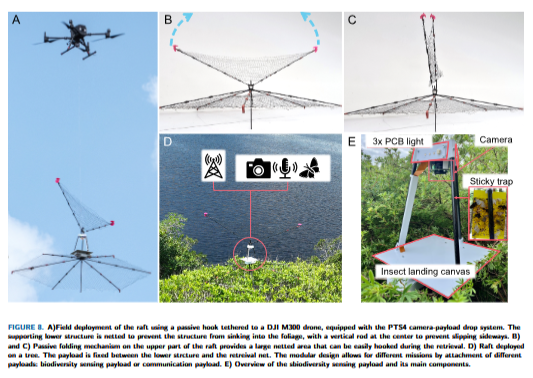 A
B
C
D
E
3x PCB light
Camera
Sticky trap
Insect landing canvas
FIGURE 8. A)Field deployment of the raft using a passive hook tethered to a DJI M300 drone, equipped with the PTS4 camera-payload drop system. The
supporting lower structure is netted to prevent the structure from sinking into the foliage, with a vertical rod at the center to prevent slipping sideways. B)
and C) Passive folding mechanism on the upper part of the raft provides a large netted area that can be easily hooked during the retrieval. D) Raft deployed
on a tree. The payload is fixed between the lower strcture and the retreival net. The modular design allows for different missions by attachment of different
payloads: biodiversity sensing payload or communication payload. E) Overview of the sbiodiversity sensing payload and its main components.